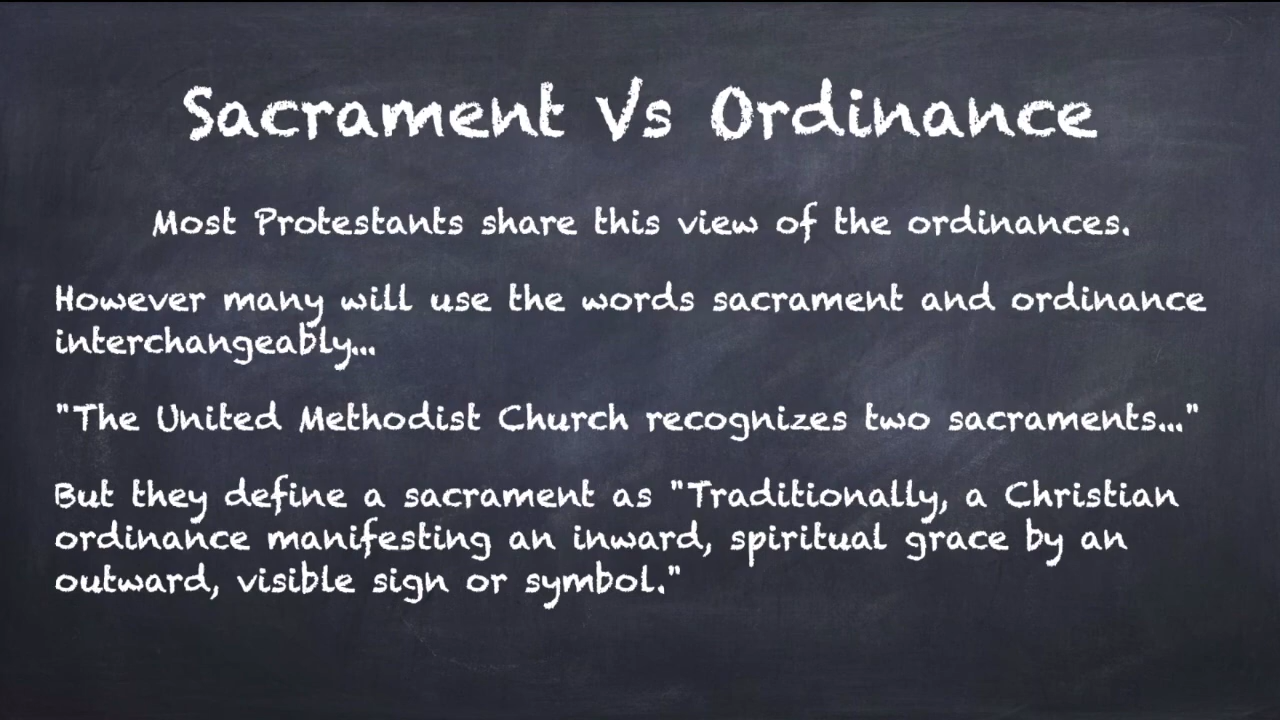 Sacrament Vs Ordinance
Most Protestants share this view of the ordinances.
However many will use the words sacrament and ordinance
interchangeably...
"The United Methodist Church recognizes two sacraments..."
But they define a sacrament as "Traditionally, a Christian
ordinance manifesting an inward, spiritual grace by an
outward, visible sign or symbol."